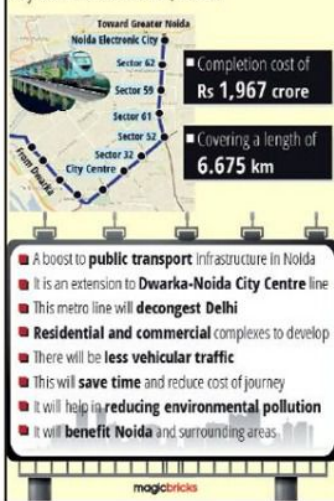 Toward Greater Noida
Noida Electronic City
Sector 62
Sector 59
Sector 61
Sector 52
Sector 32
City Centre
From Dwarka
Completion cost of
Rs 1,967 crore
Covering a length of
6.675 km
A boost to public transport infrastructure in Noida
It is an extension to Dwarka-Noida City Centre line
This metro line will decongest Delhi
Residential and commercial complexes to develop
There will be less vehicular traffic
This will save time and reduce cost of journey
It will help in reducing environmental pollution
It will benefit Noida and surrounding areas
magicbricks